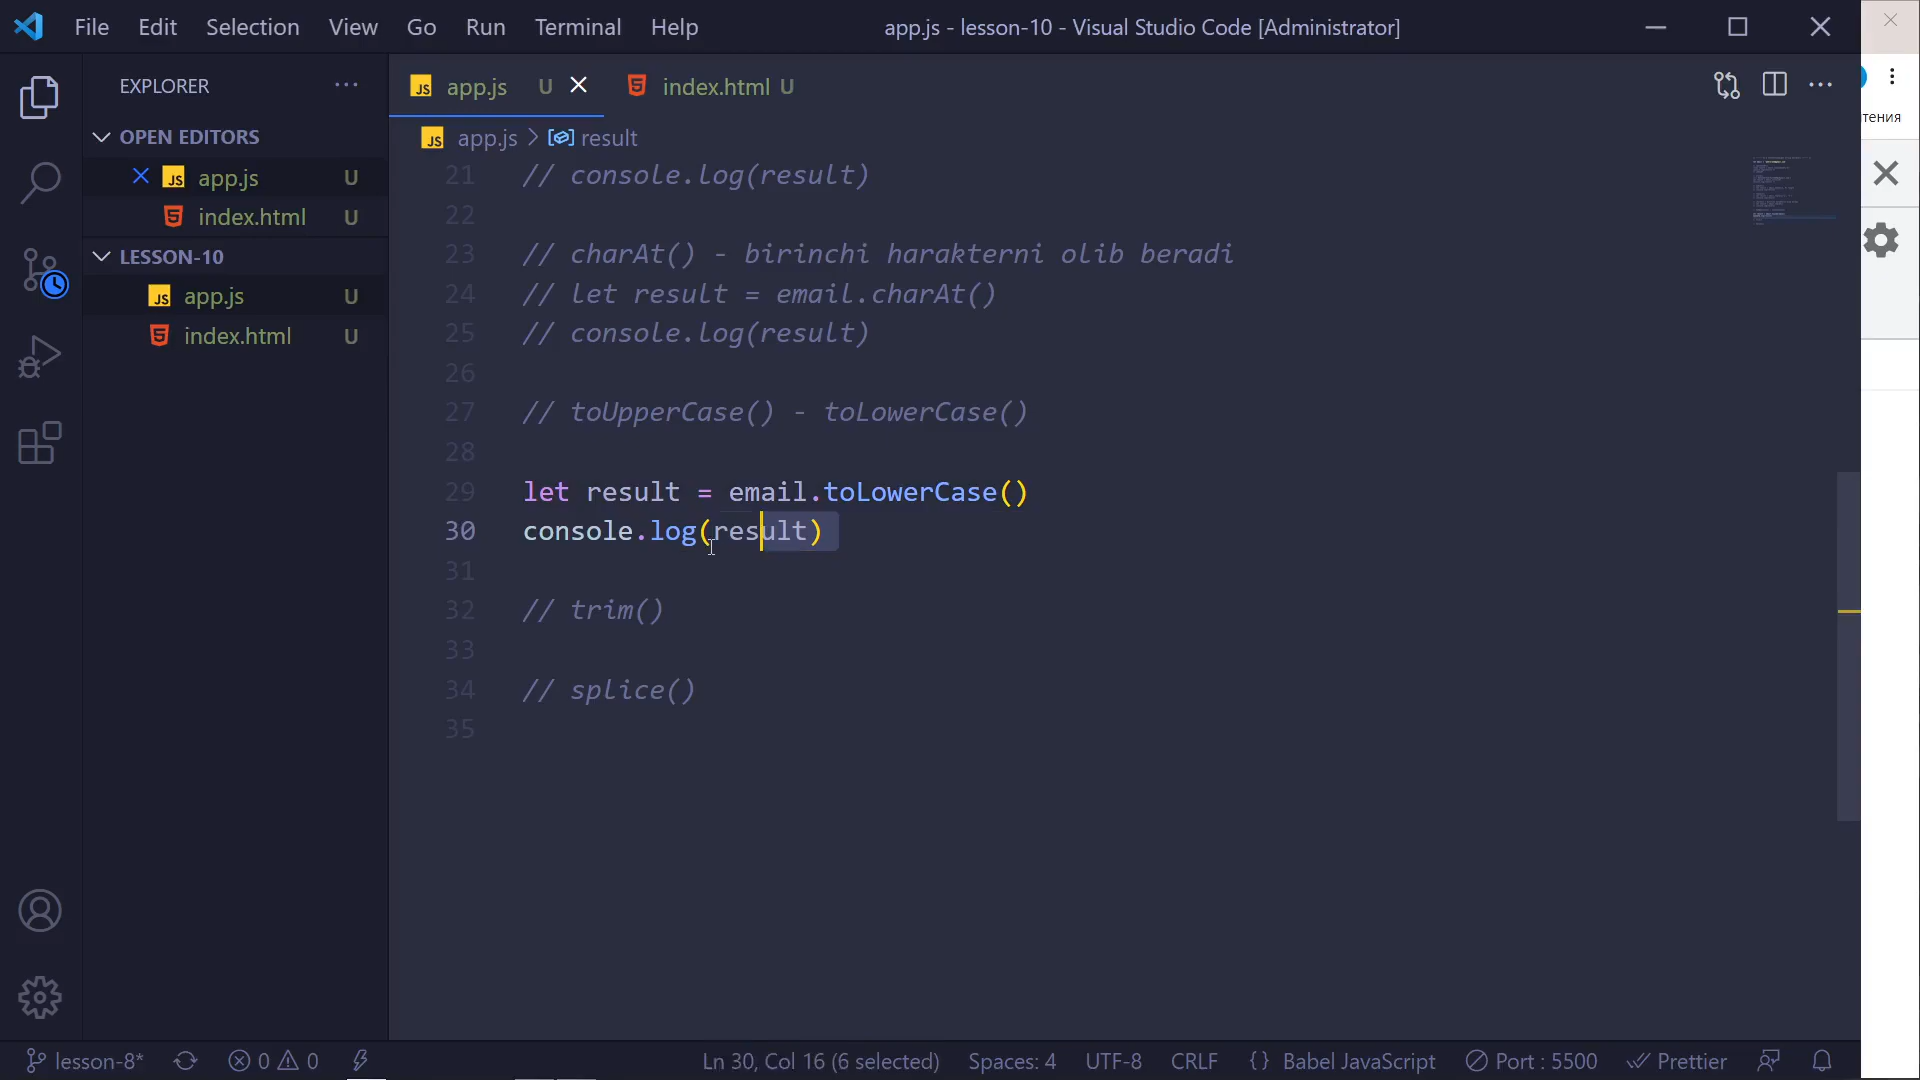 File Edit Selection View Go Run Terminal Help
app.js - lesson-10 - Visual Studio Code [Administrator]
EXPLORER
OPEN EDITORS
app.js U
index.html U
LESSON-10
app.js U
index.html U
app.js U
index.html U
app.js > result
тения
21 // console.log(result)
22
23 // charAt() - birinchi harakterni olib beradi
24 // let result = email.charAt()
25 // console.log(result)
26
27 // toUpperCase() - toLowerCase()
28
29 let result = email.toLowerCase()
30 console.log(result)
31
32 // trim()
33
34 // splice()
35
lesson-8* 0 0 Ln 30, Col 16 (6 selected) Spaces: 4 UTF-8 CRLF {} Babel JavaScript Port : 5500 Prettier